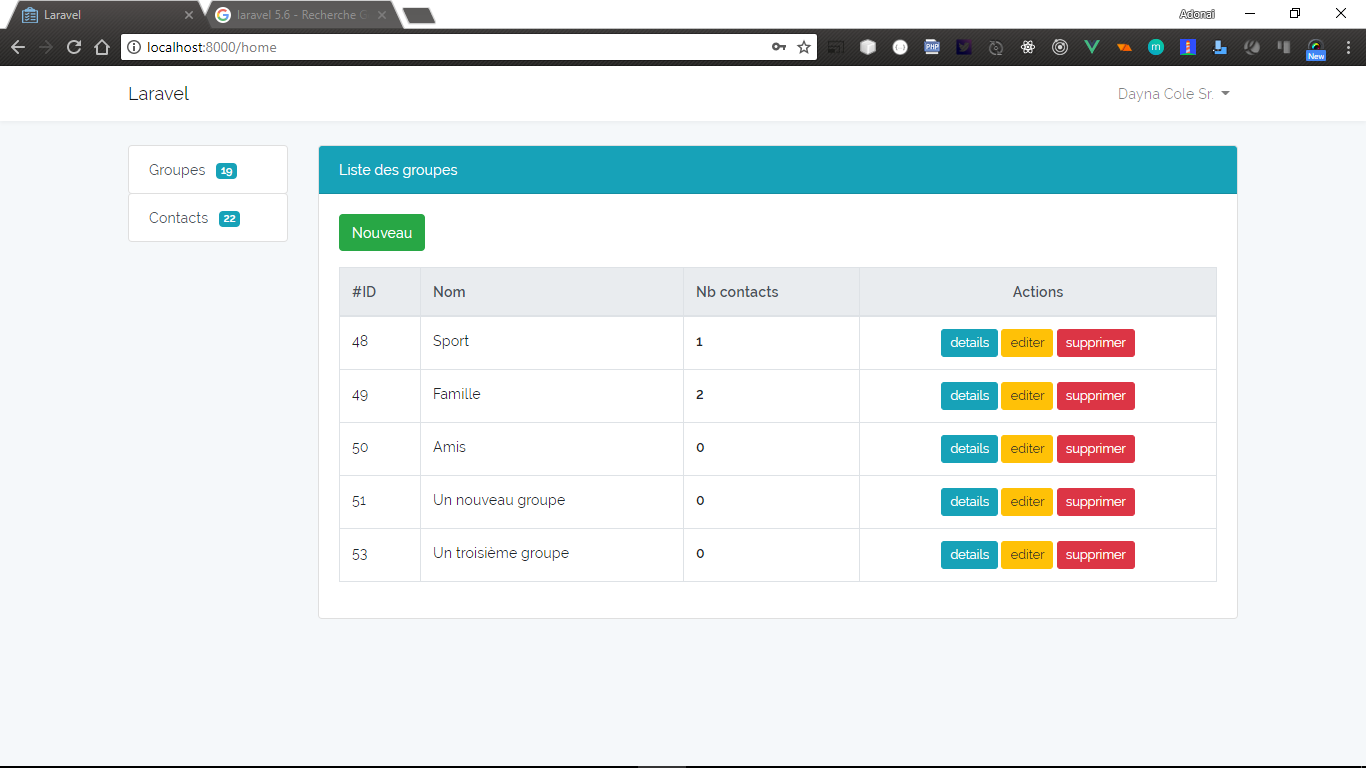 Laravel
laravel 5.6 - Recherche G
Adonai
localhost:8000/home
PHP
m
New
Laravel
Dayna Cole Sr.
Groupes 19
Contacts 22
Liste des groupes
Nouveau
#ID Nom Nb contacts Actions
48 Sport 1 details editer supprimer
49 Famille 2 details editer supprimer
50 Amis 0 details editer supprimer
51 Un nouveau groupe 0 details editer supprimer
53 Un troisième groupe 0 details editer supprimer